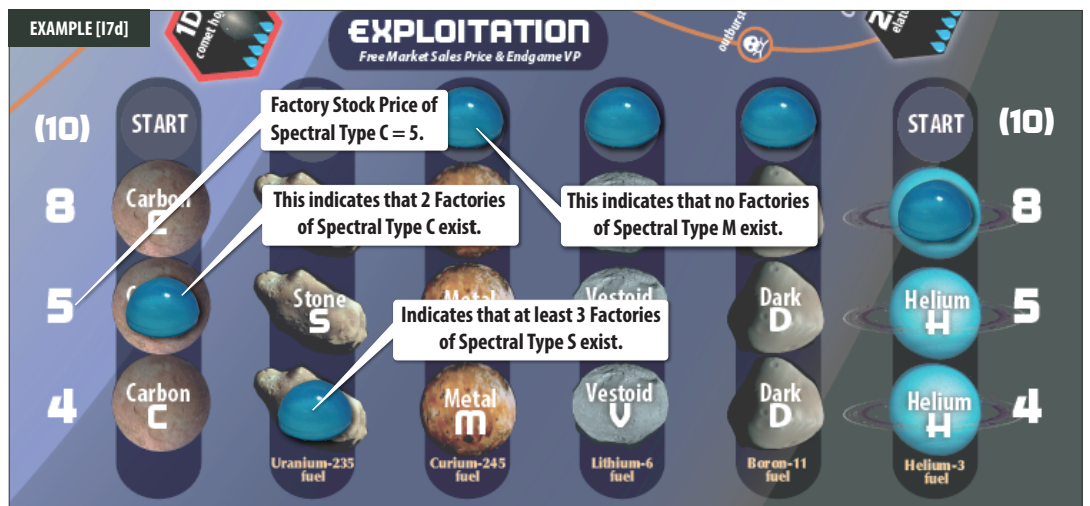 EXAMPLE [I7d]
1D
comet
EXPLOITATION
Free Market Sales Price & Endgame VP
outburst
(10)
START
START
(10)
Factory Stock Price of
Spectral Type C = 5.
8
Carbon
C
This indicates that 2 Factories
of Spectral Type C exist.
This indicates that no Factories
of Spectral Type M exist.
8
5
Stone
S
Metal
Vestoid
Dark
D
Helium
H
5
Indicates that at least 3 Factories
of Spectral Type S exist.
4
Carbon
C
Metal
M
Vestoid
V
Dark
D
Helium
H
4
Uranium-235
fuel
Curium-245
fuel
Lithium-6
fuel
Boron-11
fuel
Helium-3
fuel